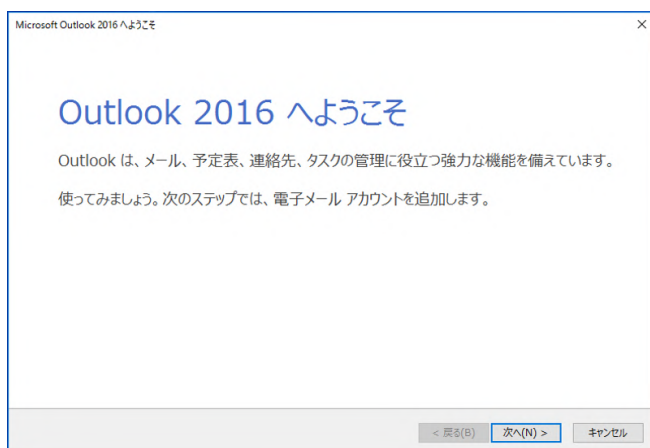 Microsoft Outlook 2016 へようこそ
Outlook 2016 へようこそ
Outlook は、メール、予定表、連絡先、タスクの管理に役立つ強力な機能を備えています。
使ってみましょう。次のステップでは、電子メール アカウントを追加します。
< 戻る(B) 次へ(N) > キャンセル